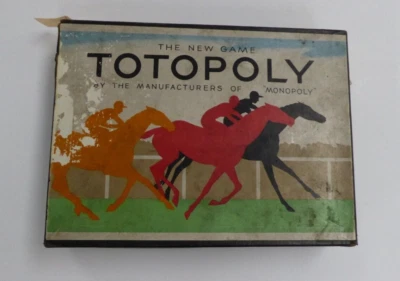 THE NEW GAME
TOTOPOLY
BY THE MANUFACTURERS OF "MONOPOLY"